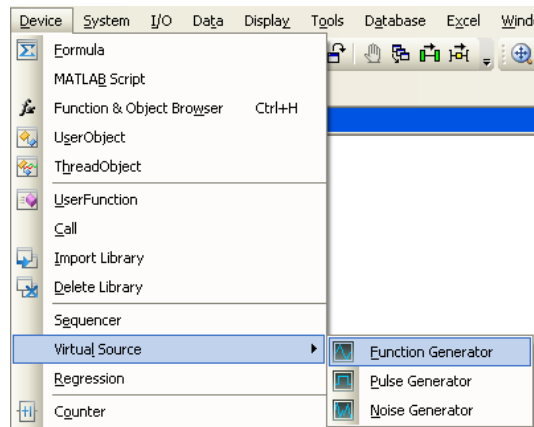 Device System I/O Data Display Tools Database Excel
Formula
MATLAB Script
Function & Object Browser Ctrl+H
UserObject
ThreadObject
UserFunction
Call
Import Library
Delete Library
Sequencer
Virtual Source
Function Generator
Regression
Pulse Generator
Counter
Noise Generator